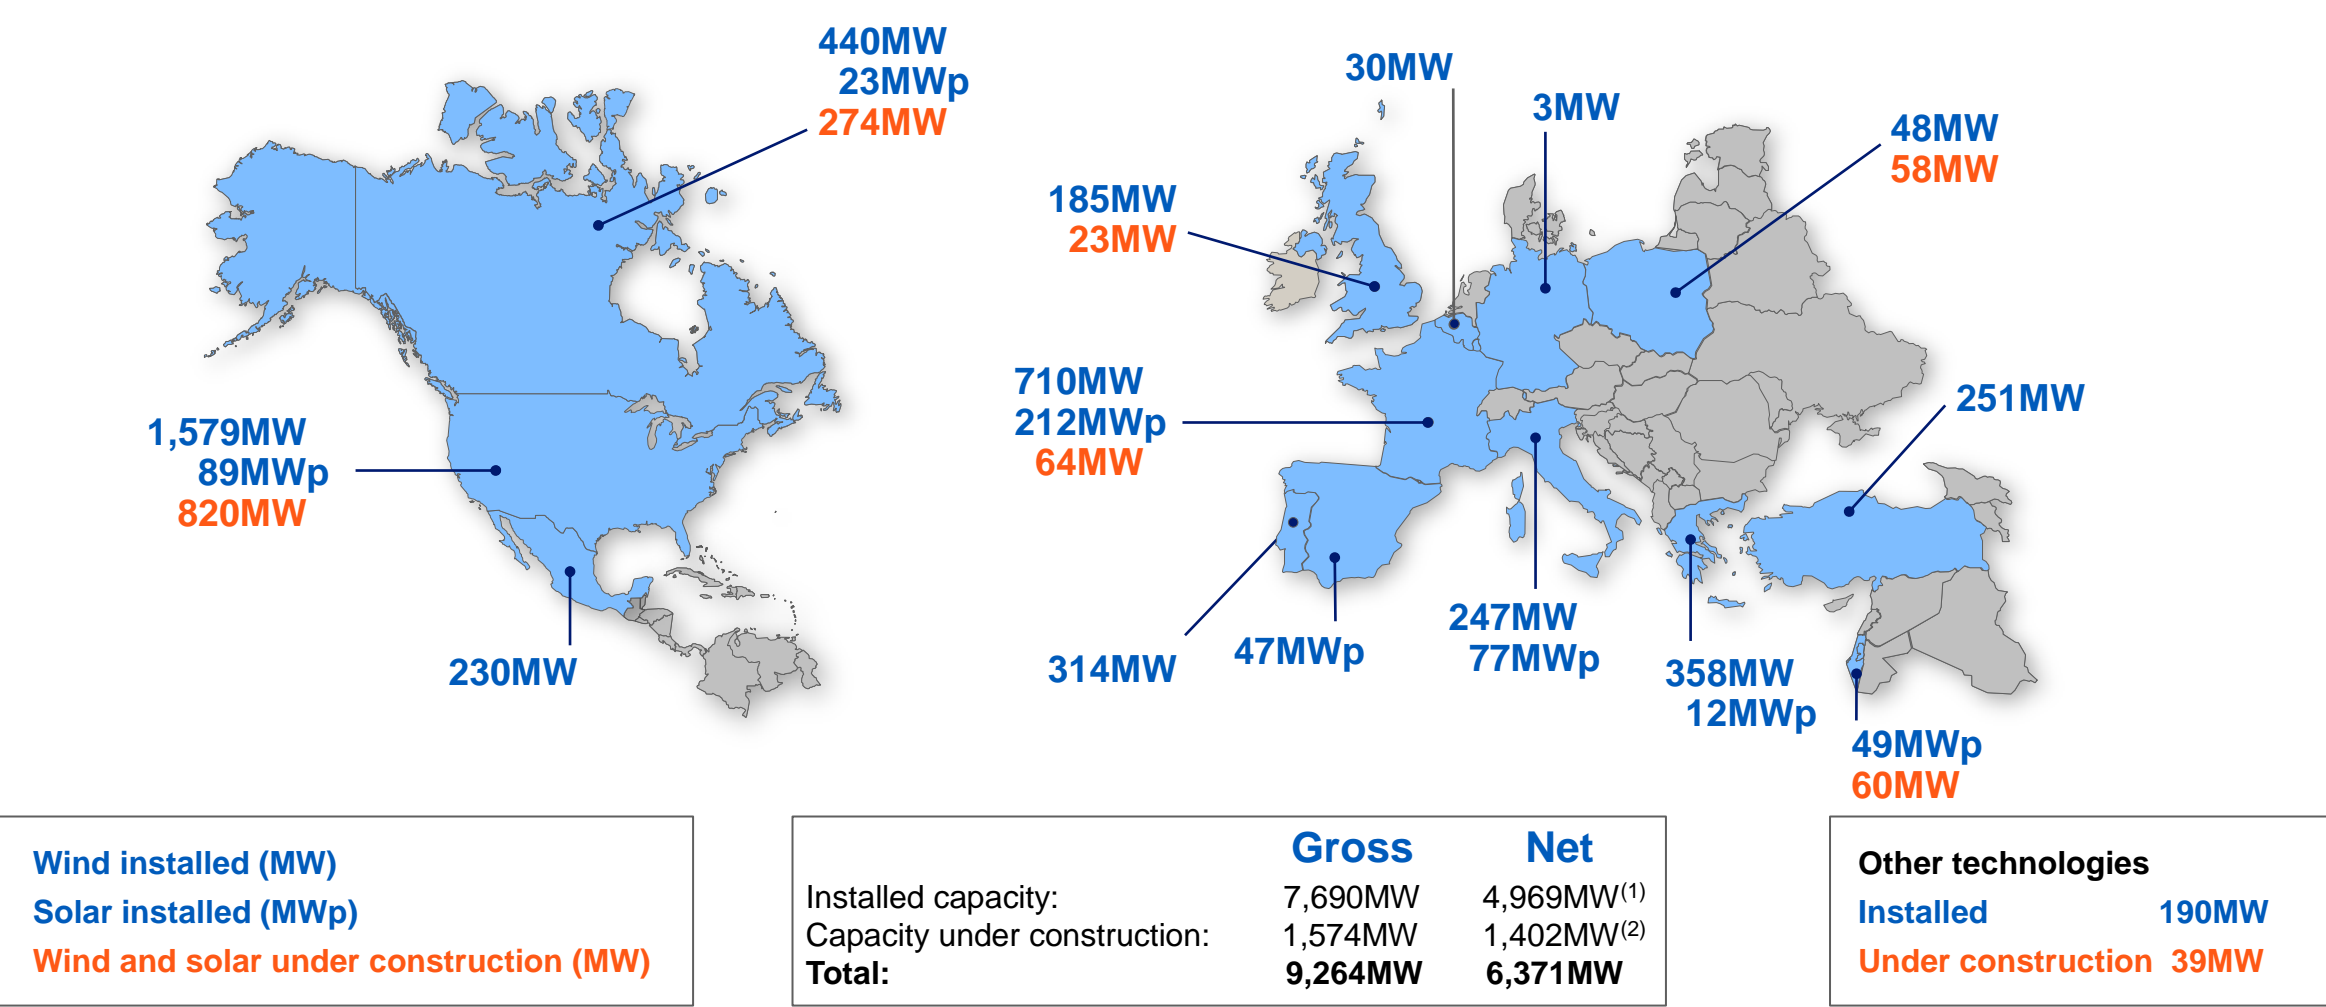 440MW
23MWp
274MW
1,579MW
89MWp
820MW
230MW
30MW
3MW
48MW
58MW
185MW
23MW
710MW
212MWp
64MW
251MW
314MW
47MWp
247MW
77MWp
358MW
12MWp
49MWp
60MW
Wind installed (MW)
Solar installed (MWp)
Wind and solar under construction (MW)
Gross Net
Installed capacity: 7,690MW 4,969MW(1)
Capacity under construction: 1,574MW 1,402MW(2)
Total: 9,264MW 6,371MW
Other technologies
Installed 190MW
Under construction 39MW